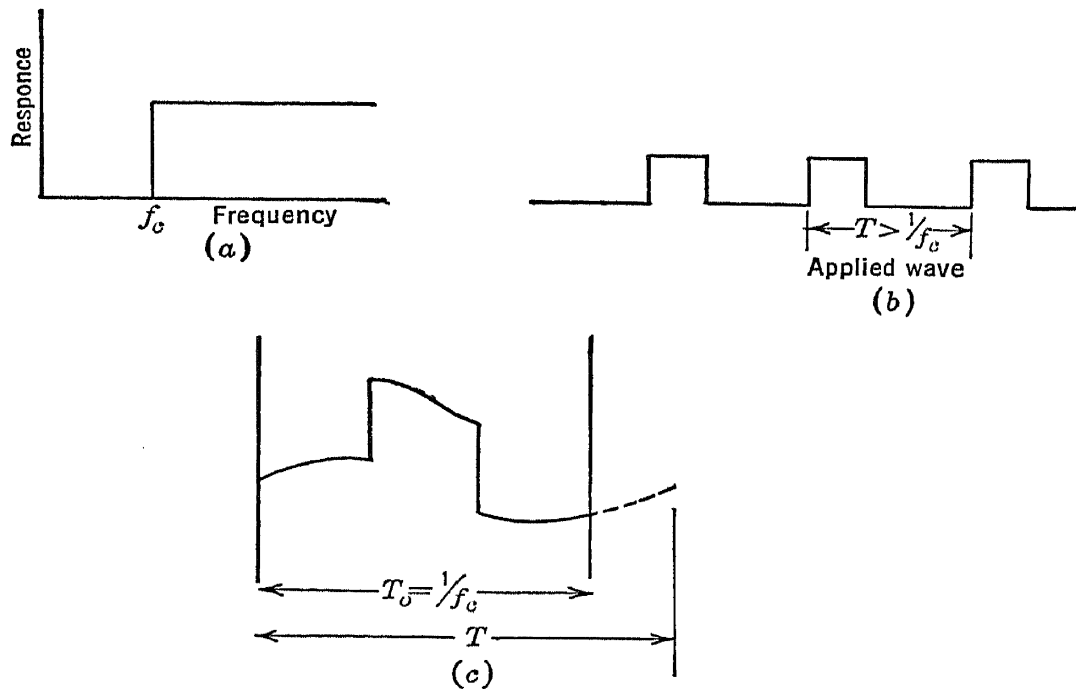 Responce
f_c
Frequency
(a)
T > 1/f_c
Applied wave
(b)
T_c = 1/f_c
T
(c)